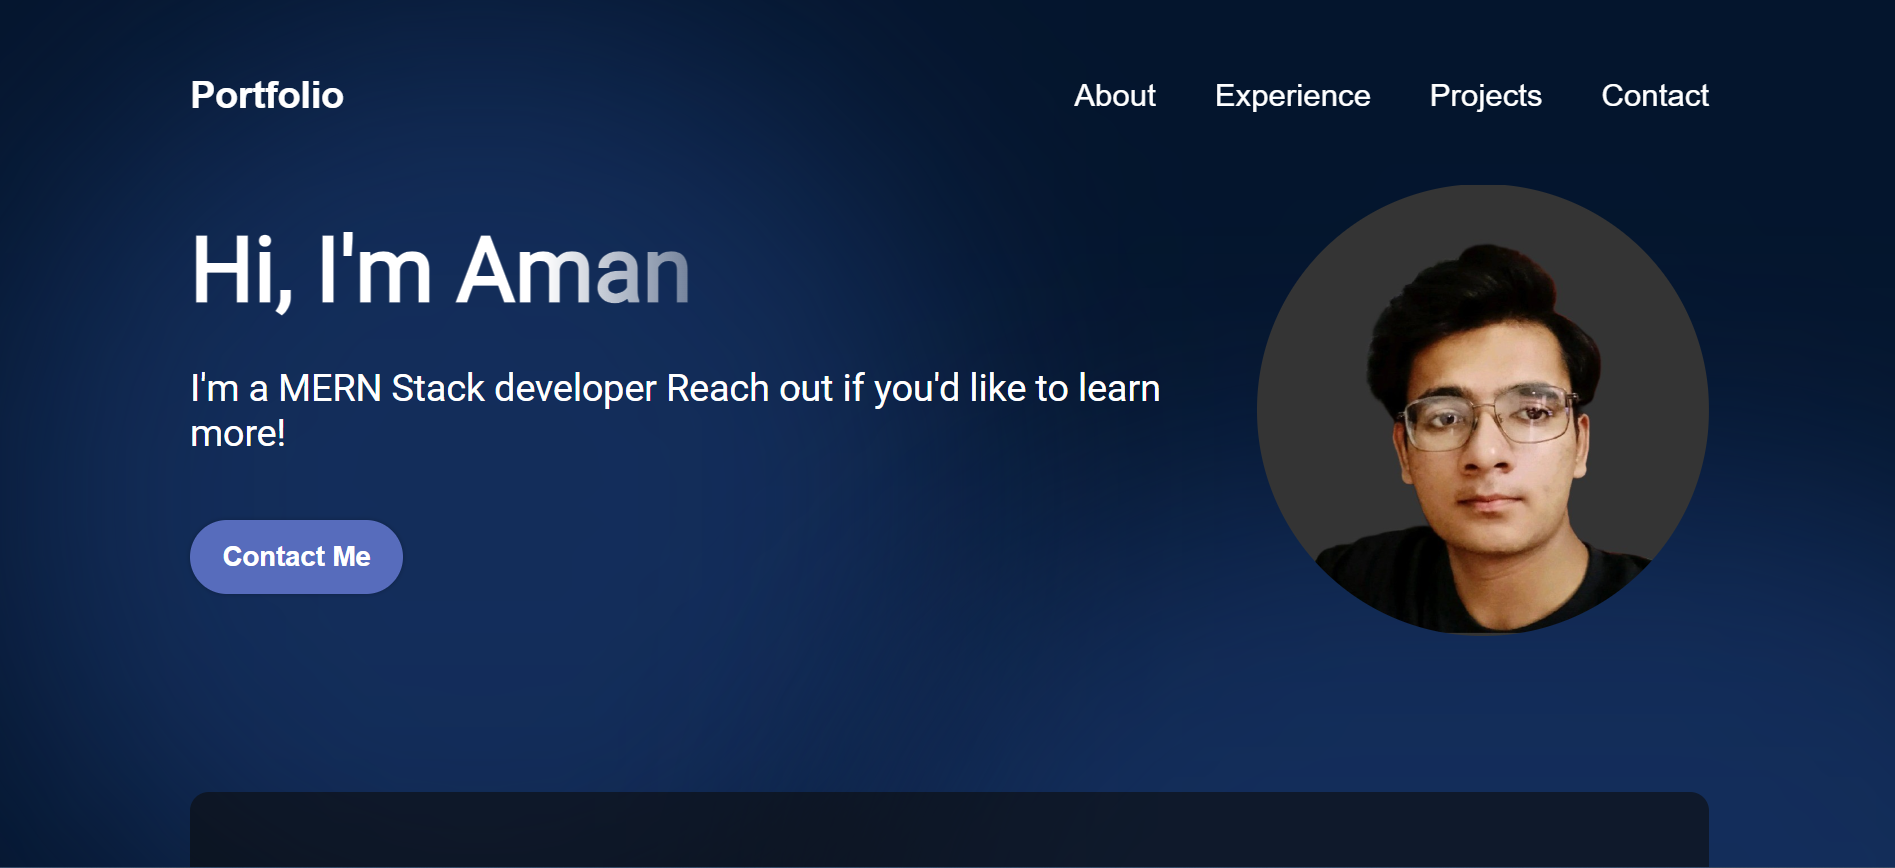 Portfolio
About Experience Projects Contact
Hi, I'm Aman
I'm a MERN Stack developer Reach out if you'd like to learn
more!
Contact Me